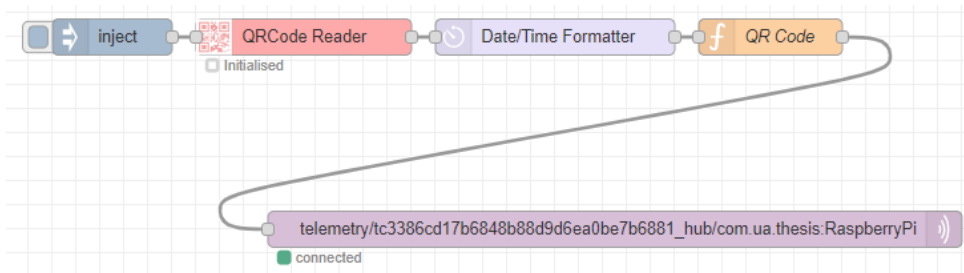 inject
QRCode Reader
Date/Time Formatter
QR Code
Initialised
telemetry/tc3386cd17b6848b88d9d6ea0be7b6881_hub/com.ua.thesis:RaspberryPi
connected